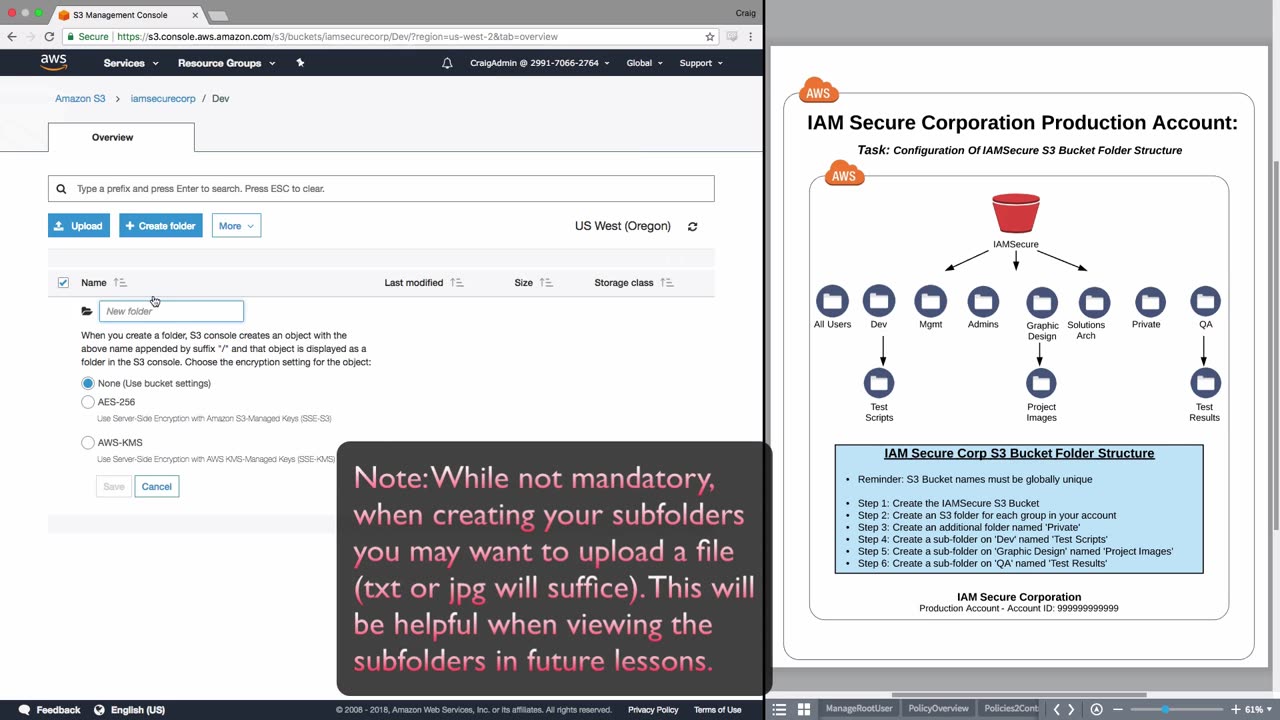 S3 Management Console
Craig
Secure
https://s3.console.aws.amazon.com/s3/buckets/iamsecurecorp/Dev/?region=us-west-2&tab=overview
aws
Services
Resource Groups
CraigAdmin @ 2991-7066-2764
Global
Support
Amazon S3 > iamsecurecorp / Dev
Overview
Type a prefix and press Enter to search. Press ESC to clear.
Upload
+ Create folder
More
US West (Oregon)
Name
Last modified
Size
Storage class
New folder
When you create a folder, S3 console creates an object with the
above name appended by suffix "/" and that object is displayed as a
folder in the S3 console. Choose the encryption setting for the object:
None (Use bucket settings)
AES-256
Use Server-Side Encryption with Amazon S3-Managed Keys (SSE-S3)
AWS-KMS
Use Server-Side Encryption with AWS KMS-Managed Keys (SSE-KMS)
Save
Cancel
Note: While not mandatory,
when creating your subfolders
you may want to upload a file
(txt or jpg will suffice). This will
be helpful when viewing the
subfolders in future lessons.
Feedback
English (US)
© 2008 - 2018, Amazon Web Services, Inc. or its affiliates. All rights reserved.
Privacy Policy
Terms of Use
AWS
IAM Secure Corporation Production Account:
Task: Configuration Of IAMSecure S3 Bucket Folder Structure
AWS
IAMSecure
All Users
Dev
Mgmt
Admins
Graphic
Design
Solutions
Arch
Private
QA
Test
Scripts
Project
Images
Test
Results
IAM Secure Corp S3 Bucket Folder Structure
• Reminder: S3 Bucket names must be globally unique
• Step 1: Create the IAMSecure S3 Bucket
• Step 2: Create an S3 folder for each group in your account
• Step 3: Create an additional folder named 'Private'
• Step 4: Create a sub-folder on 'Dev' named 'Test Scripts'
• Step 5: Create a sub-folder on 'Graphic Design' named 'Project Images'
• Step 6: Create a sub-folder on 'QA' named 'Test Results'
IAM Secure Corporation
Production Account - Account ID: 999999999999
ManageRootUser
PolicyOverview
Policies2Cont
61%